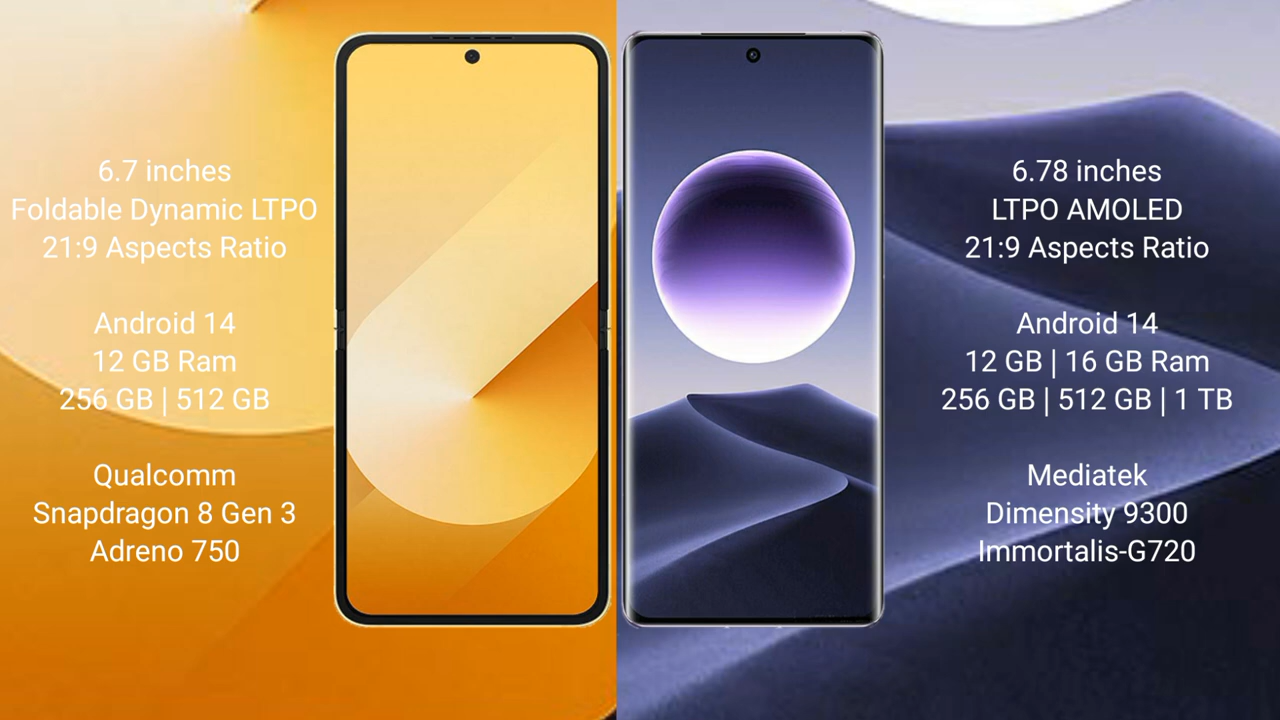 6.7 inches
Foldable Dynamic LTPO
21:9 Aspects Ratio
Android 14
12 GB Ram
256 GB | 512 GB
Qualcomm
Snapdragon 8 Gen 3
Adreno 750
6.78 inches
LTPO AMOLED
21:9 Aspects Ratio
Android 14
12 GB | 16 GB Ram
256 GB | 512 GB | 1 TB
Mediatek
Dimensity 9300
Immortalis-G720